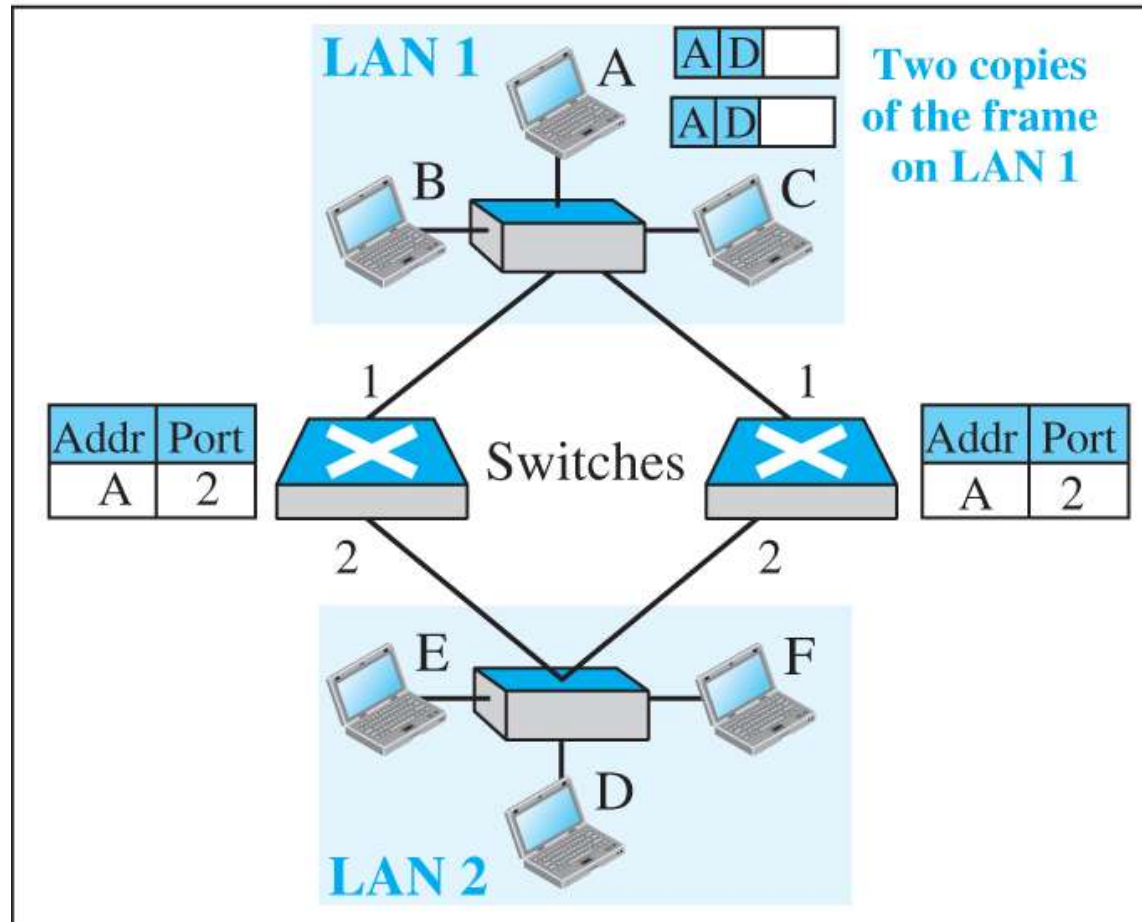 LAN 1
A
A D
A D
Two copies
of the frame
on LAN 1
B
C
1
1
Addr Port
A 2
Switches
Addr Port
A 2
2
2
E
F
D
LAN 2